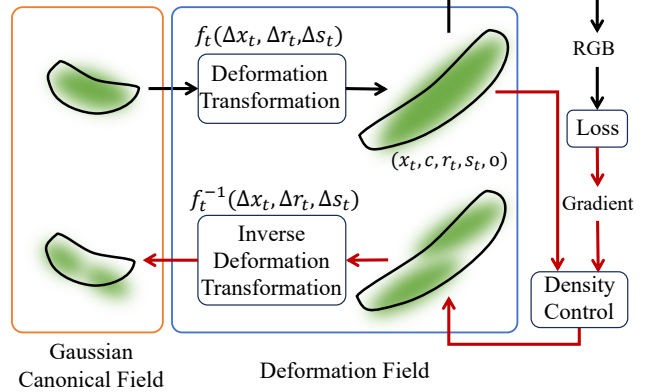 f_t(Δx_t, Δr_t,Δs_t)
Deformation
Transformation
RGB
Loss
(x_t, c, r_t, s_t, o)
f_t^{-1}(Δx_t, Δr_t, Δs_t)
Gradient
Inverse
Deformation
Transformation
Density
Control
Gaussian
Canonical Field
Deformation Field